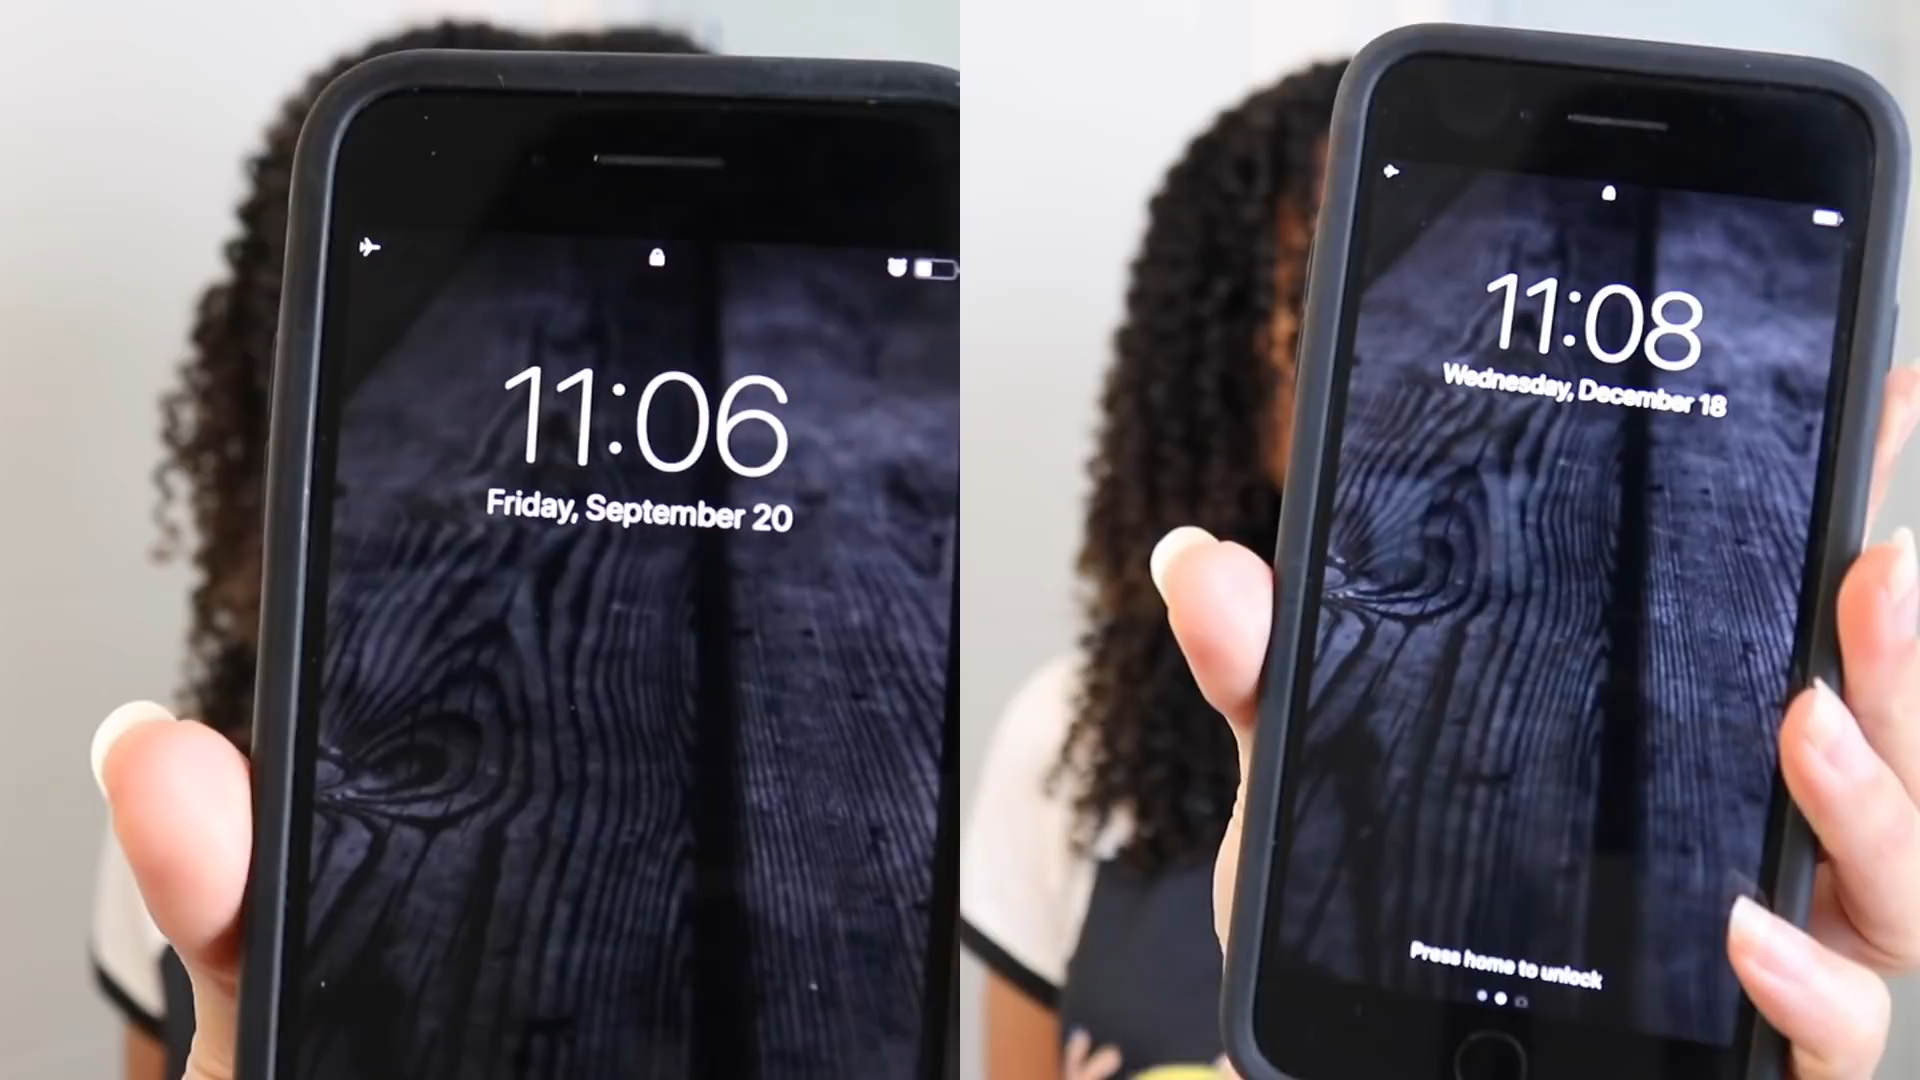 11:06
Friday, September 20
11:08
Wednesday, December 18
Press home to unlock